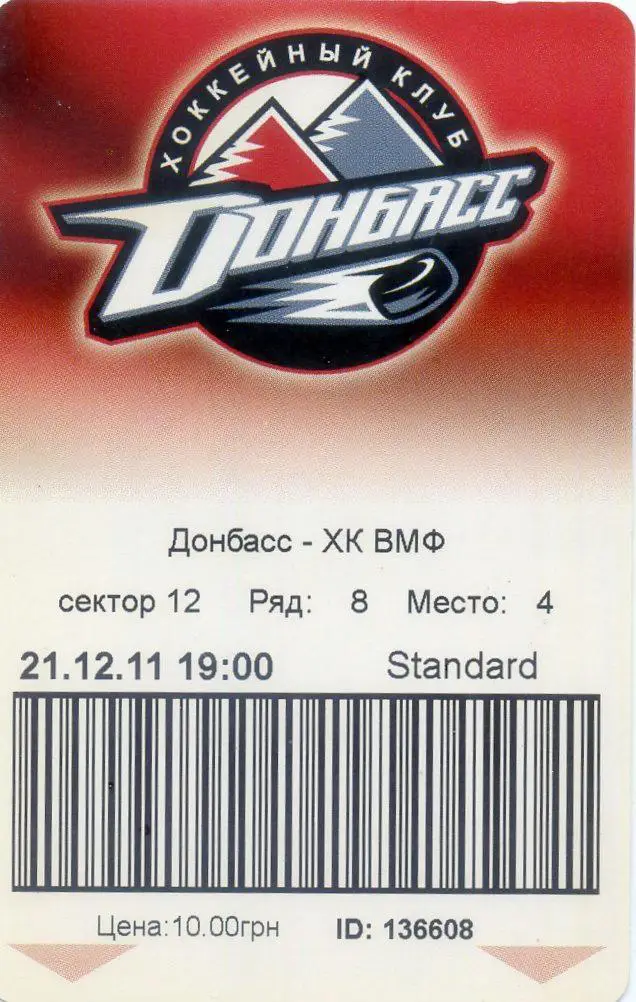 ХОККЕЙНЫЙ КЛУБ
ДОНБАСС
Донбасс - ХК ВМФ
сектор 12 Ряд: 8 Место: 4
21.12.11 19:00 Standard
Цена:10.00грн ID: 136608